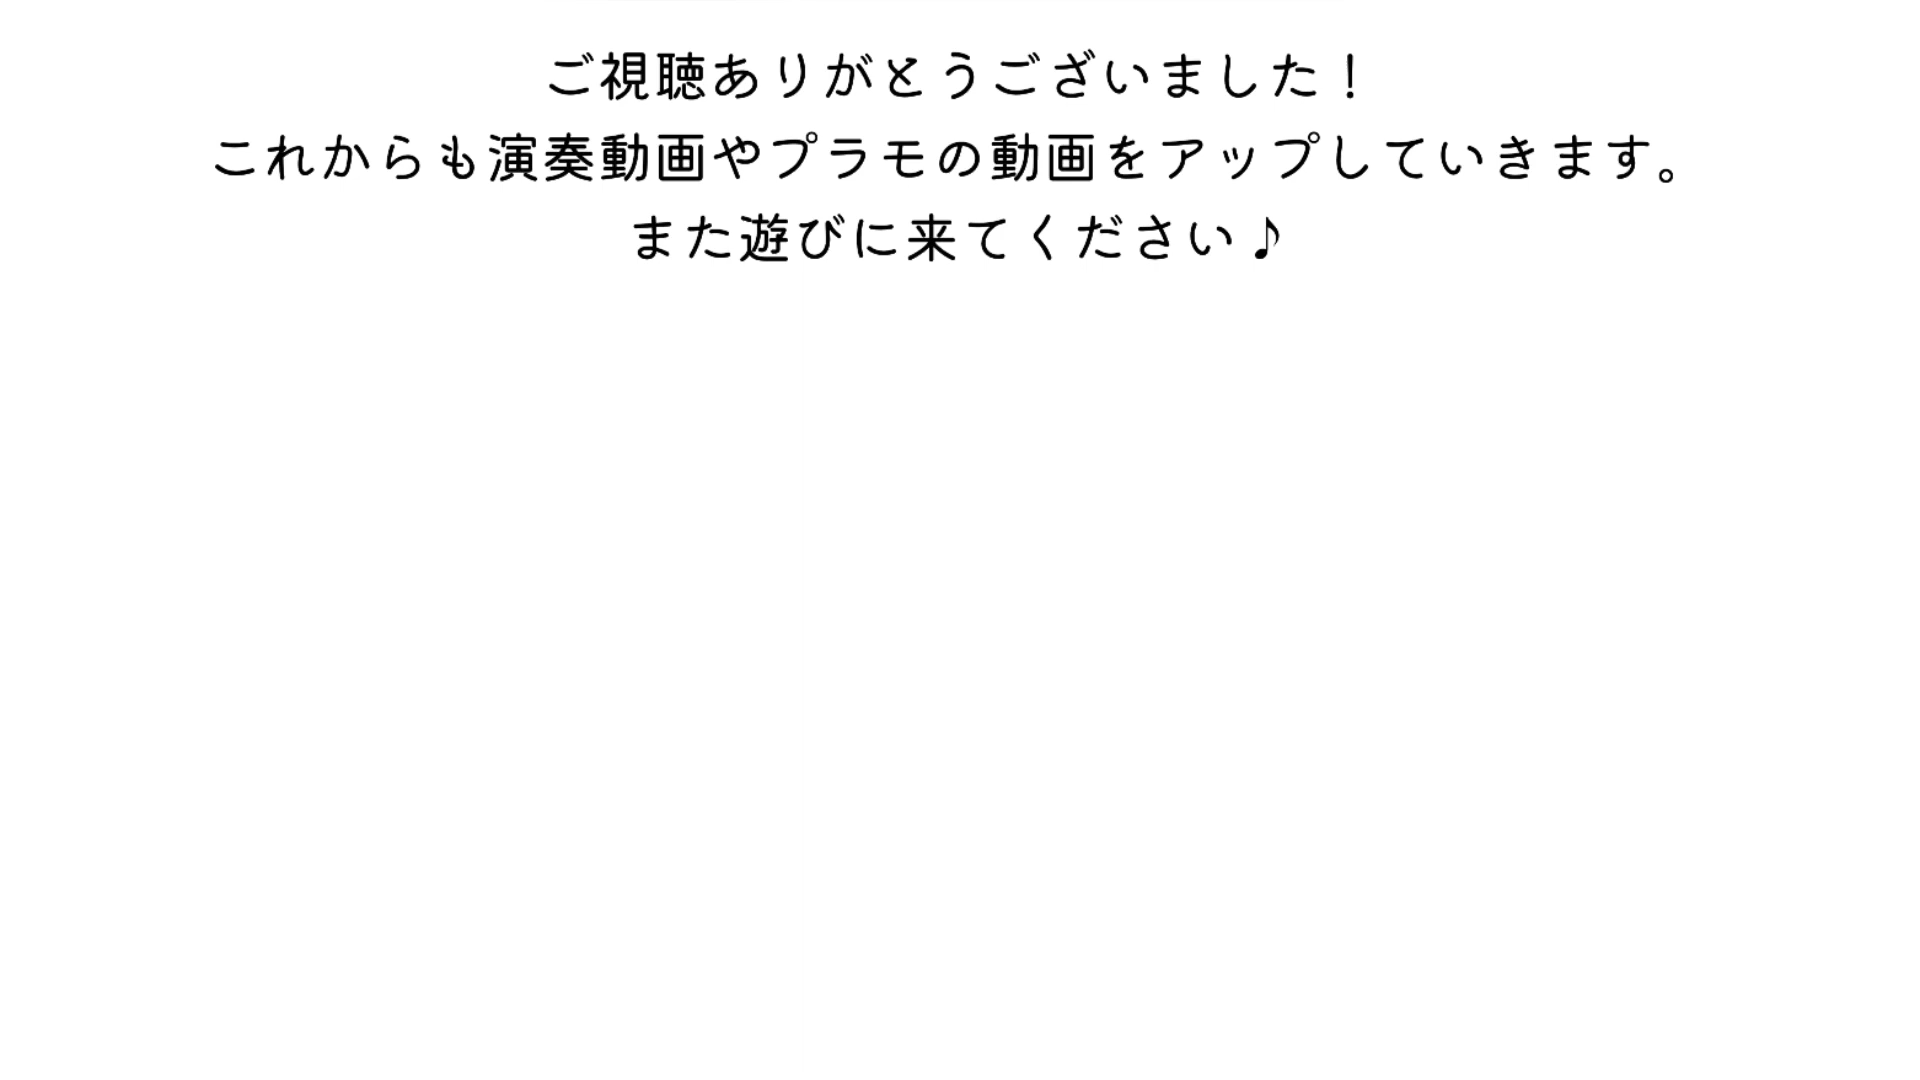 ご視聴ありがとうございました！
これからも演奏動画やプラモの動画をアップしていきます。
また遊びに来てください♪